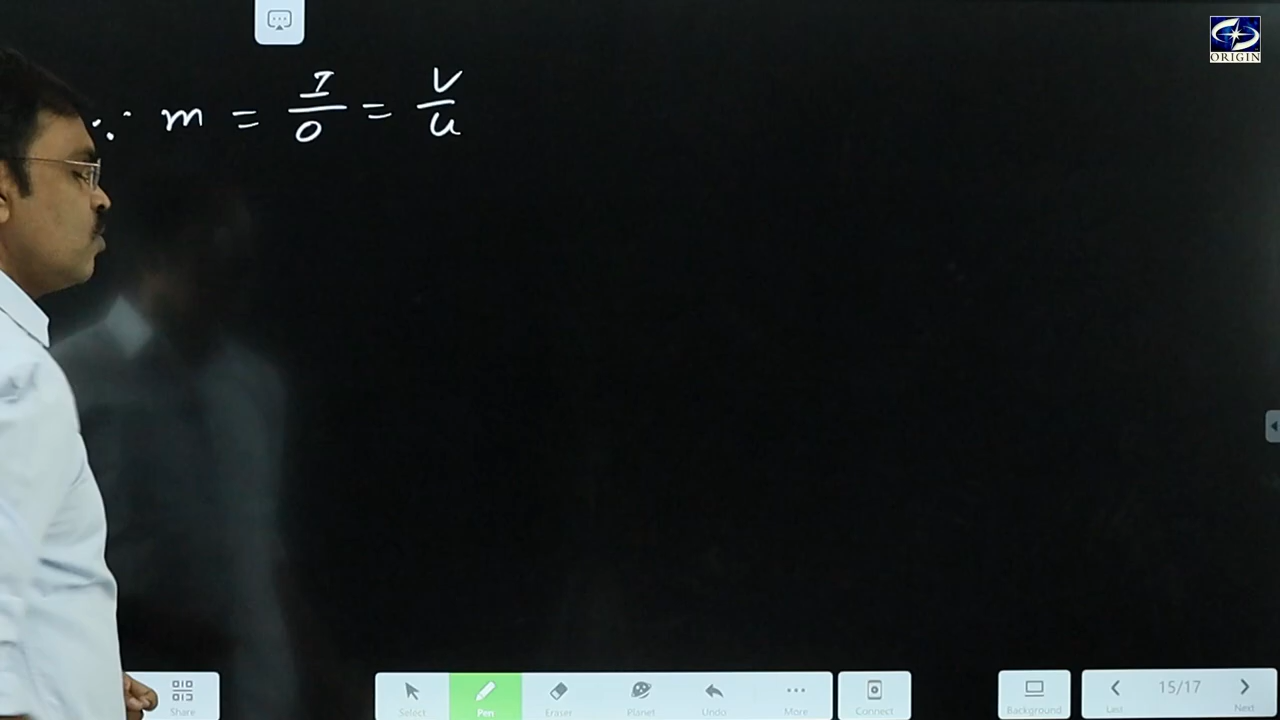 ∵ m = I/O = V/u
ORIGIN
Share
Select
Pen
Eraser
Planet
Undo
More
Connect
Background
Last
15/17
Next